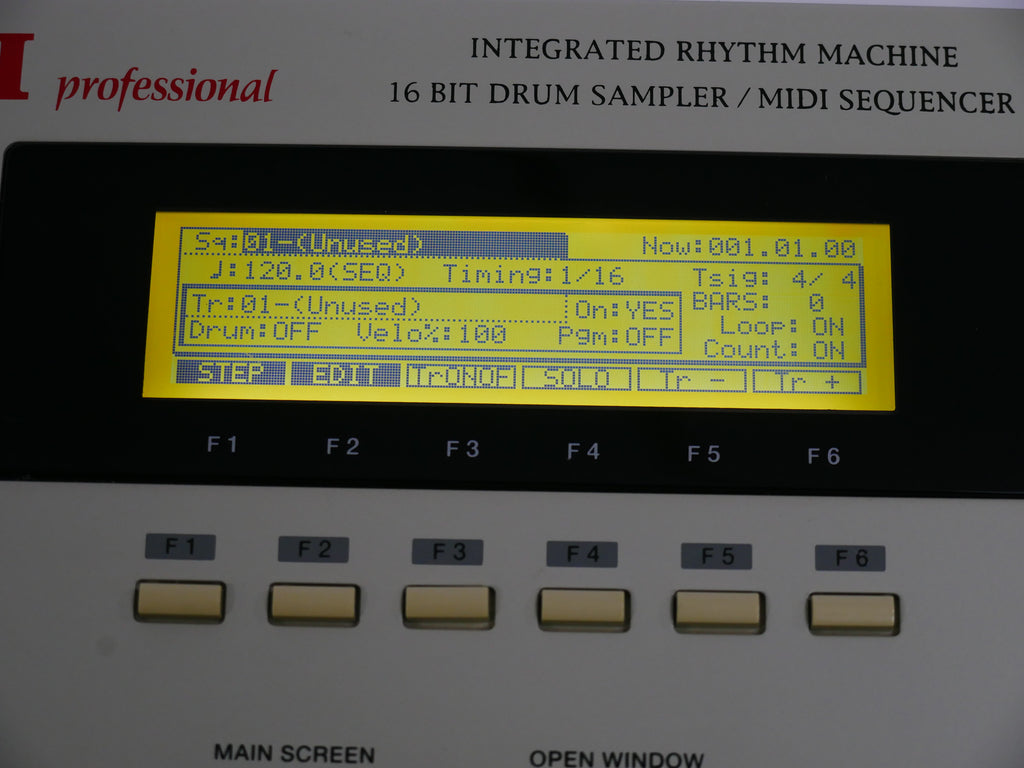 professional
INTEGRATED RHYTHM MACHINE
16 BIT DRUM SAMPLER / MIDI SEQUENCER
Sq:01-(Unused) Now:001.01.00
♩:120.0(SEQ) Timing:1/16 Tsig: 4/ 4
Tr:01-(Unused) On:YES BARS: 0
Drum:OFF Velo%:100 Pgm:OFF Loop: ON
Count: ON
STEP EDIT TrONOF SOLO Tr - Tr +
F1 F2 F3 F4 F5 F6
F1 F2 F3 F4 F5 F6
MAIN SCREEN OPEN WINDOW